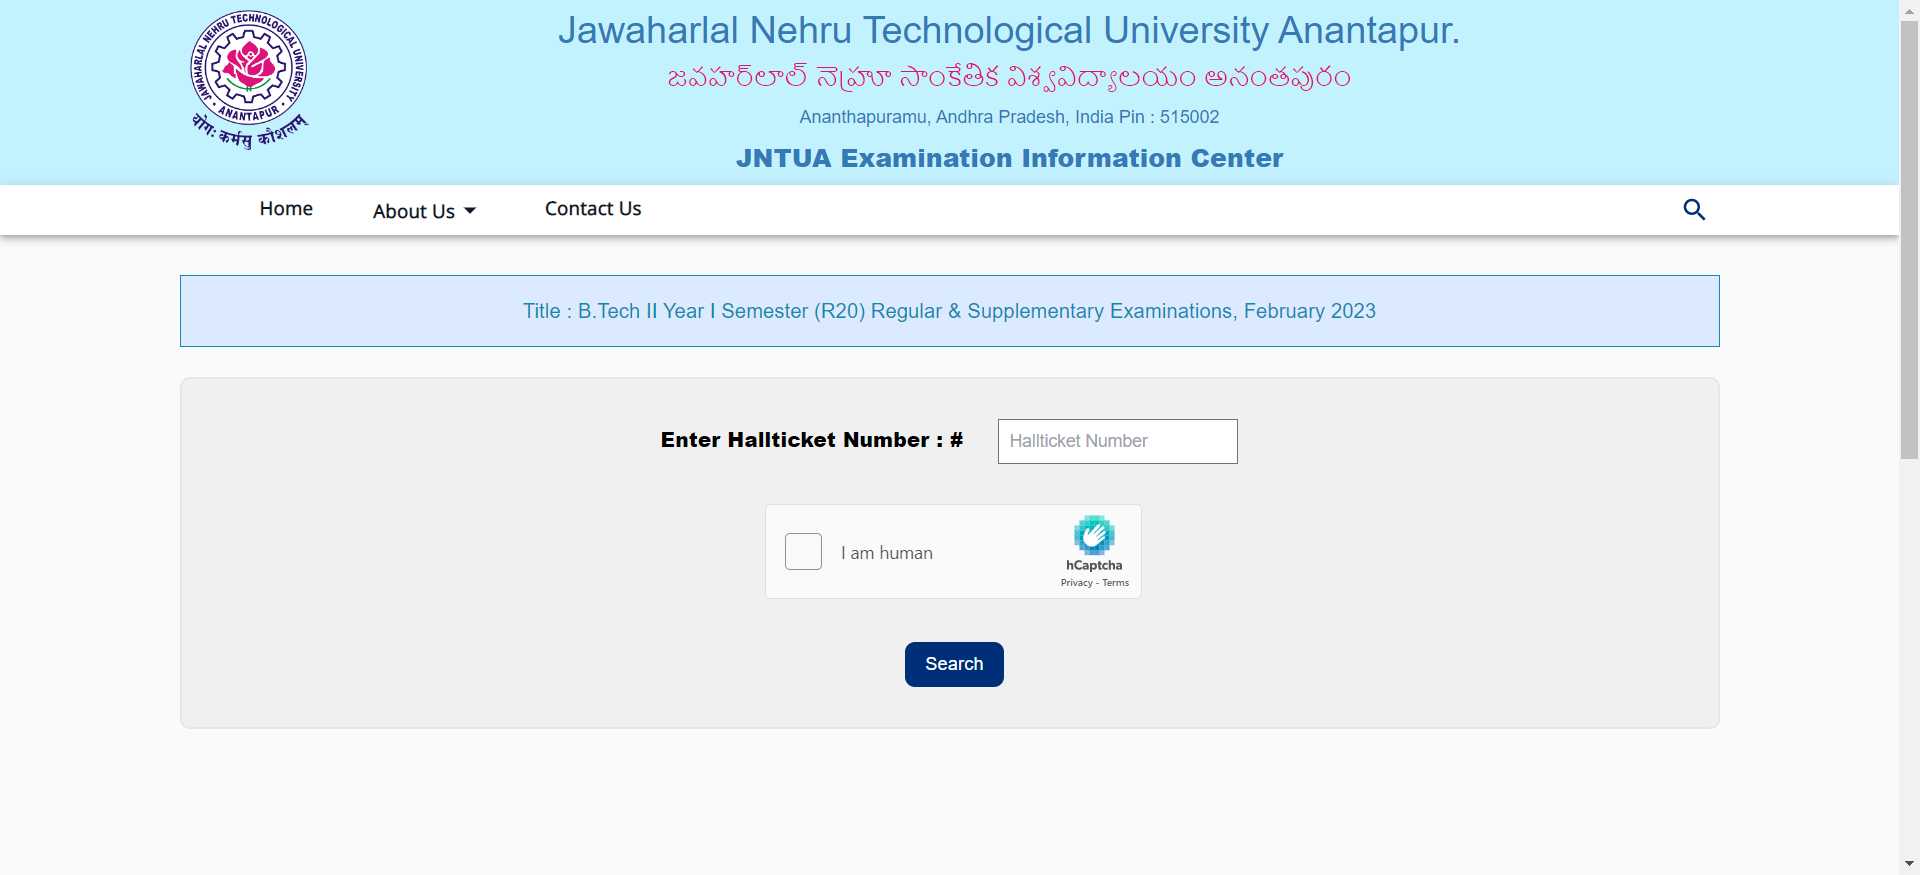 JAWAHARLAL NEHRU TECHNOLOGICAL UNIVERSITY
ANANTAPUR
योगः कर्मसु कौशलम्
Jawaharlal Nehru Technological University Anantapur.
జవహర్‌లాల్ నెహ్రూ సాంకేతిక విశ్వవిద్యాలయం అనంతపురం
Ananthapuramu, Andhra Pradesh, India Pin : 515002
JNTUA Examination Information Center
Home About Us Contact Us
Title : B.Tech II Year I Semester (R20) Regular & Supplementary Examinations, February 2023
Enter Hallticket Number : # Hallticket Number
I am human
hCaptcha
Privacy - Terms
Search